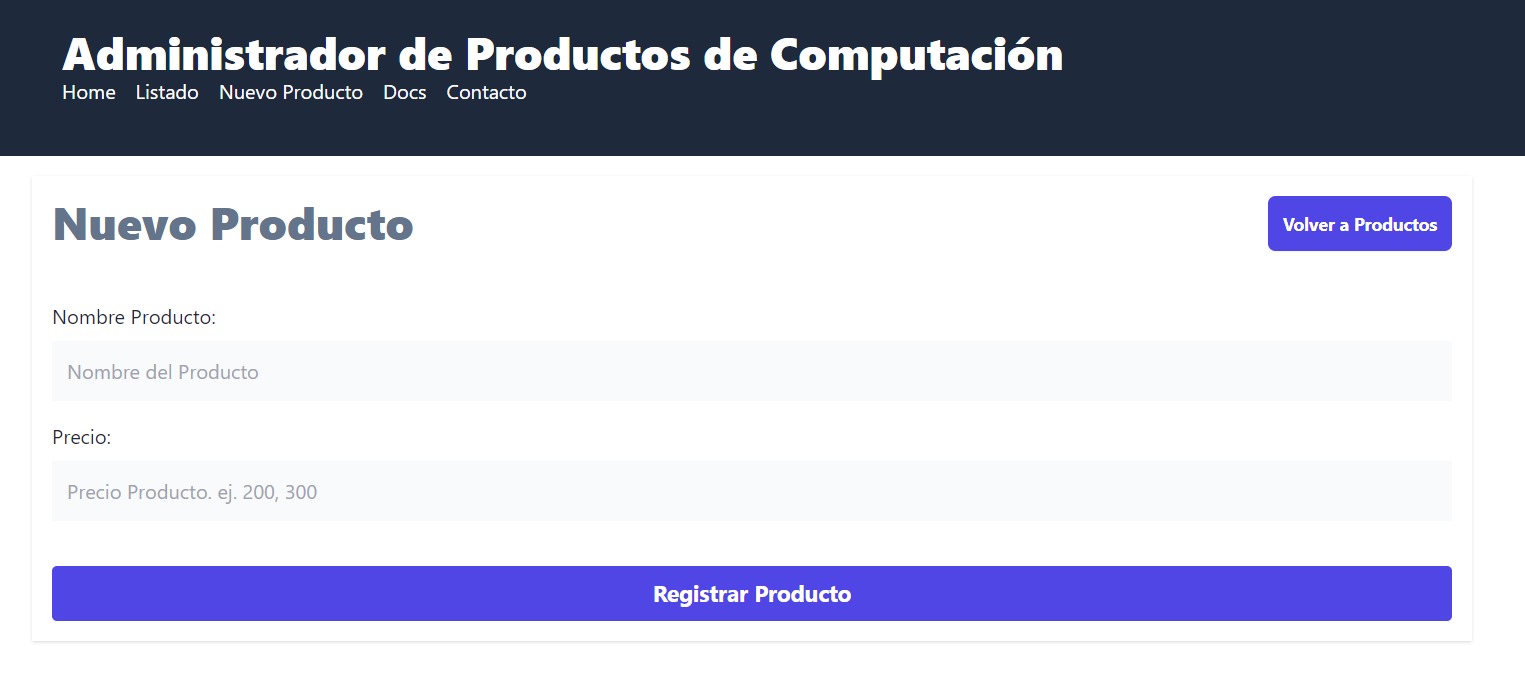 Administrador de Productos de Computación
Home Listado Nuevo Producto Docs Contacto
Nuevo Producto
Volver a Productos
Nombre Producto:
Nombre del Producto
Precio:
Precio Producto. ej. 200, 300
Registrar Producto